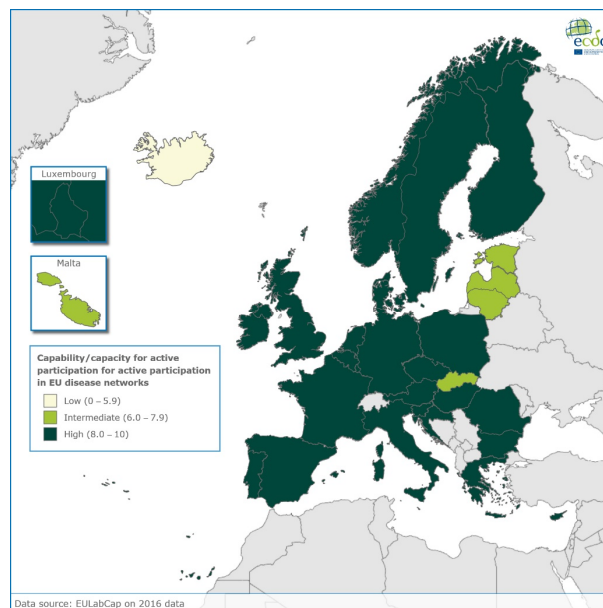 ecdc
Luxembourg
Malta
Capability/capacity for active
participation for active participation
in EU disease networks
Low (0 – 5.9)
Intermediate (6.0 – 7.9)
High (8.0 – 10)
Data source: EULabCap on 2016 data